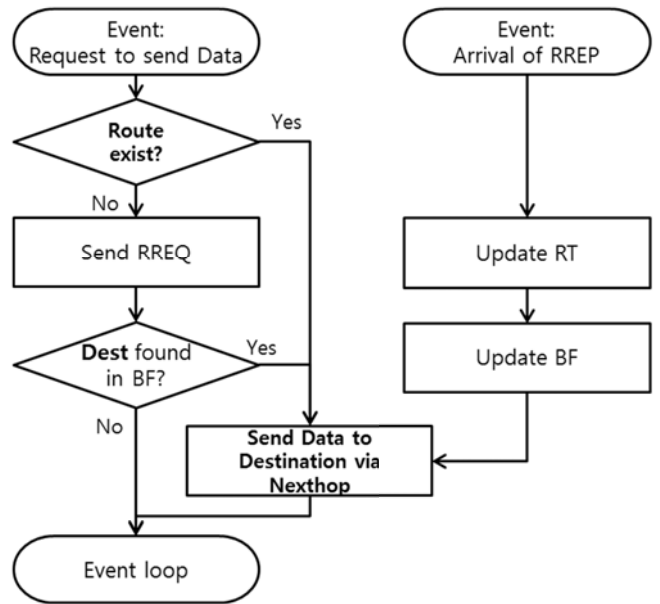 Event:
Request to send Data
Event:
Arrival of RREP
Route
exist?
Yes
No
Send RREQ
Update RT
Dest found
in BF?
Yes
Update BF
No
Send Data to
Destination via
Nexthop
Event loop